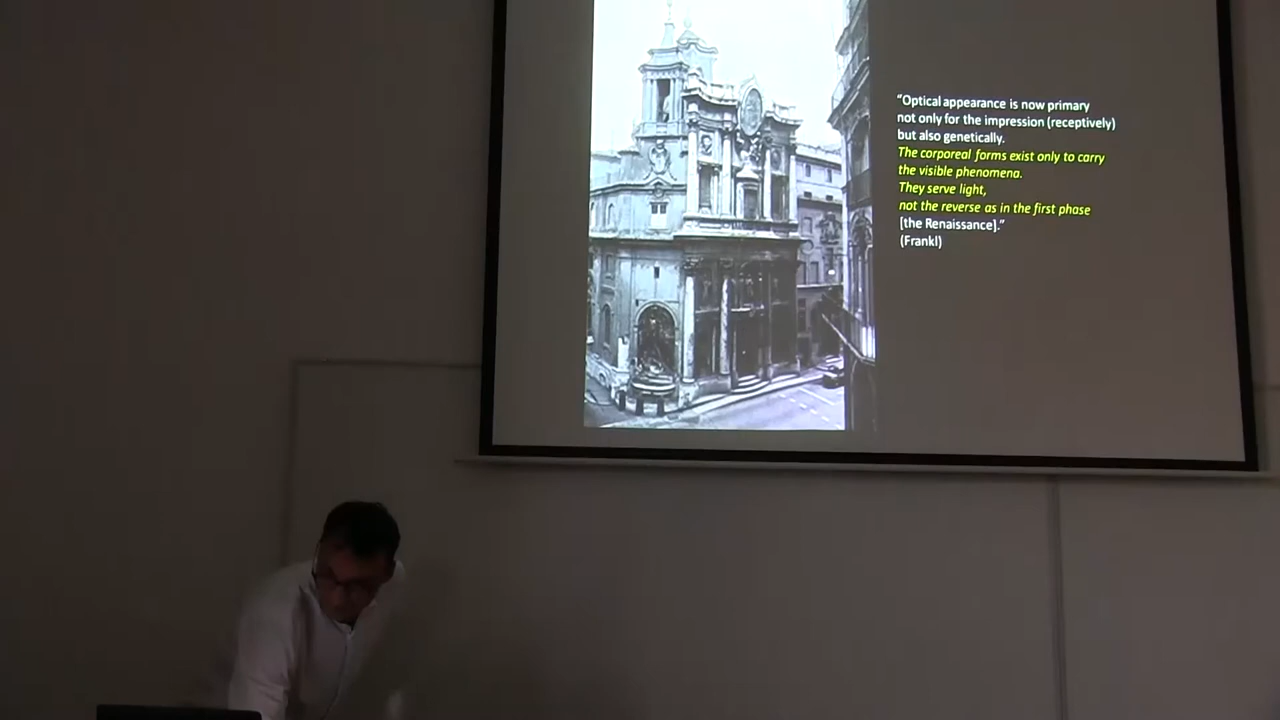 “Optical appearance is now primary
not only for the impression (receptively)
but also genetically.
The corporeal forms exist only to carry
the visible phenomena.
They serve light,
not the reverse as in the first phase
[the Renaissance].”
(Frankl)